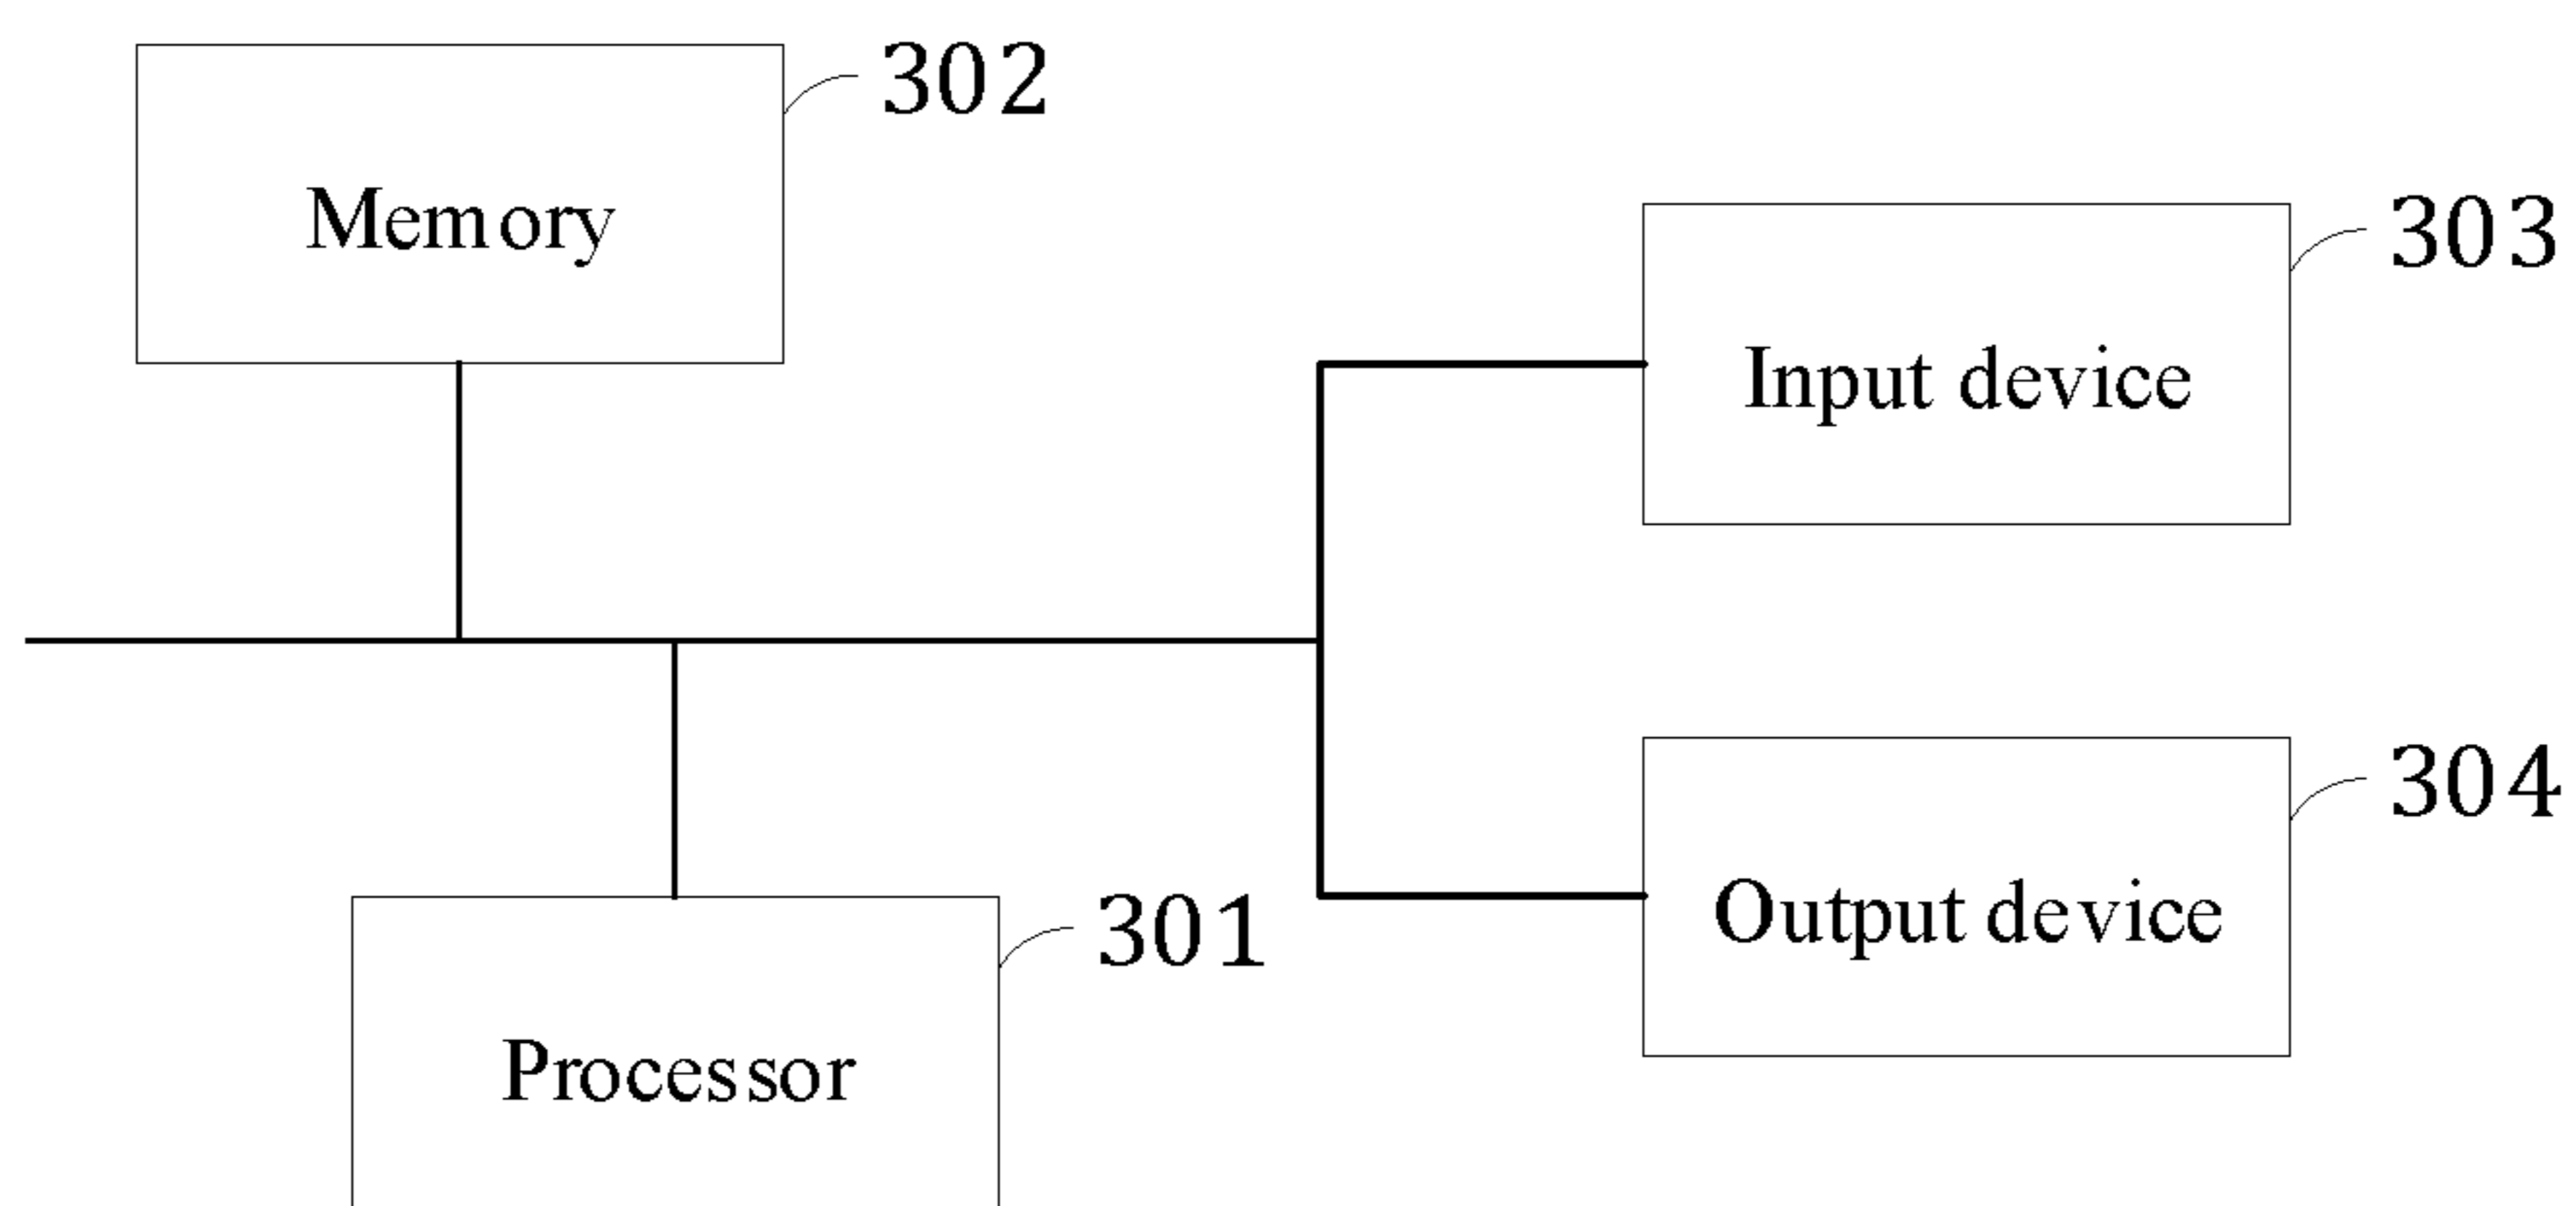 302
Memory
303
Input device
304
Output device
301
Processor